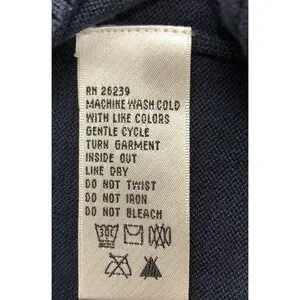 RN 26239
MACHINE WASH COLD
WITH LIKE COLORS
GENTLE CYCLE
TURN GARMENT
INSIDE OUT
LINE DRY
DO NOT TWIST
DO NOT IRON
DO NOT BLEACH